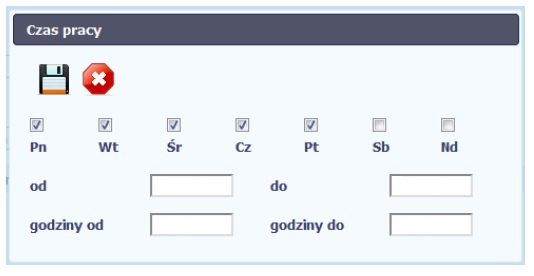 Czas pracy
Pn Wt Śr Cz Pt Sb Nd
od do
godziny od godziny do